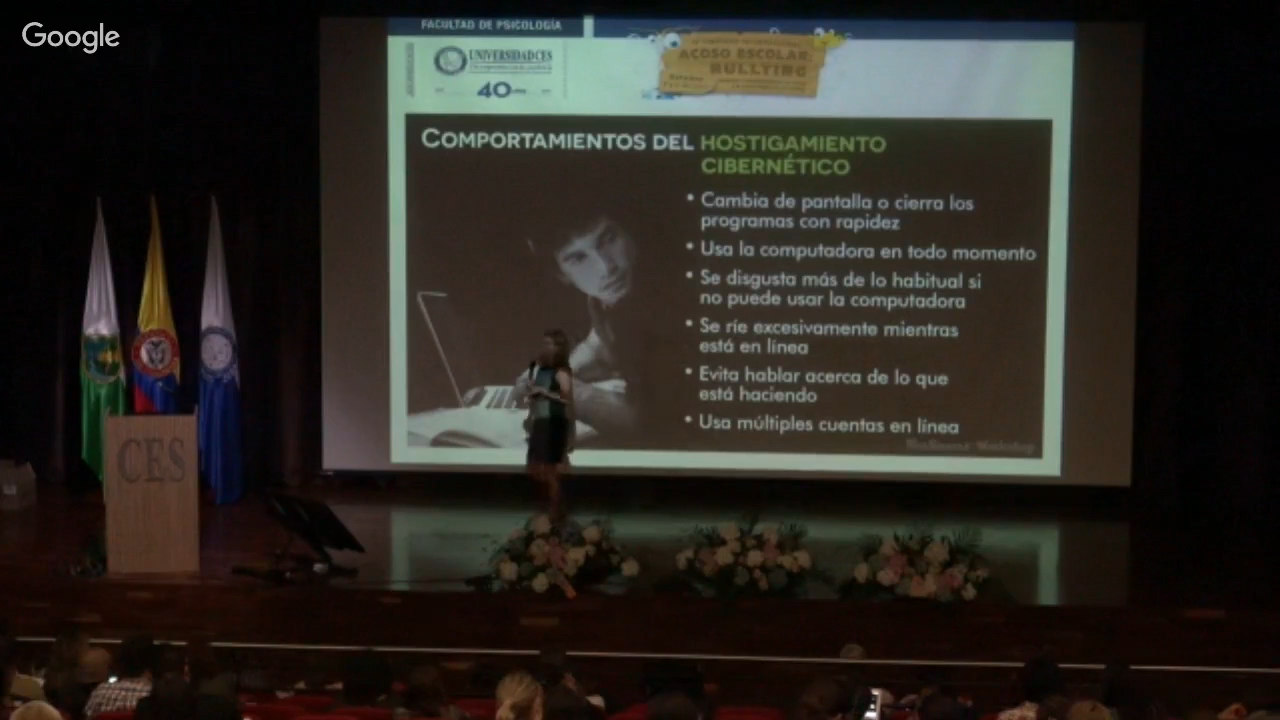 Google
FACULTAD DE PSICOLOGÍA
UNIVERSIDAD CES
40
ACOSO ESCOLAR:
BULLYING
COMPORTAMIENTOS DEL HOSTIGAMIENTO
CIBERNÉTICO
• Cambia de pantalla o cierra los
programas con rapidez
• Usa la computadora en todo momento
• Se disgusta más de lo habitual si
no puede usar la computadora
• Se ríe excesivamente mientras
está en línea
• Evita hablar acerca de lo que
está haciendo
• Usa múltiples cuentas en línea
CES